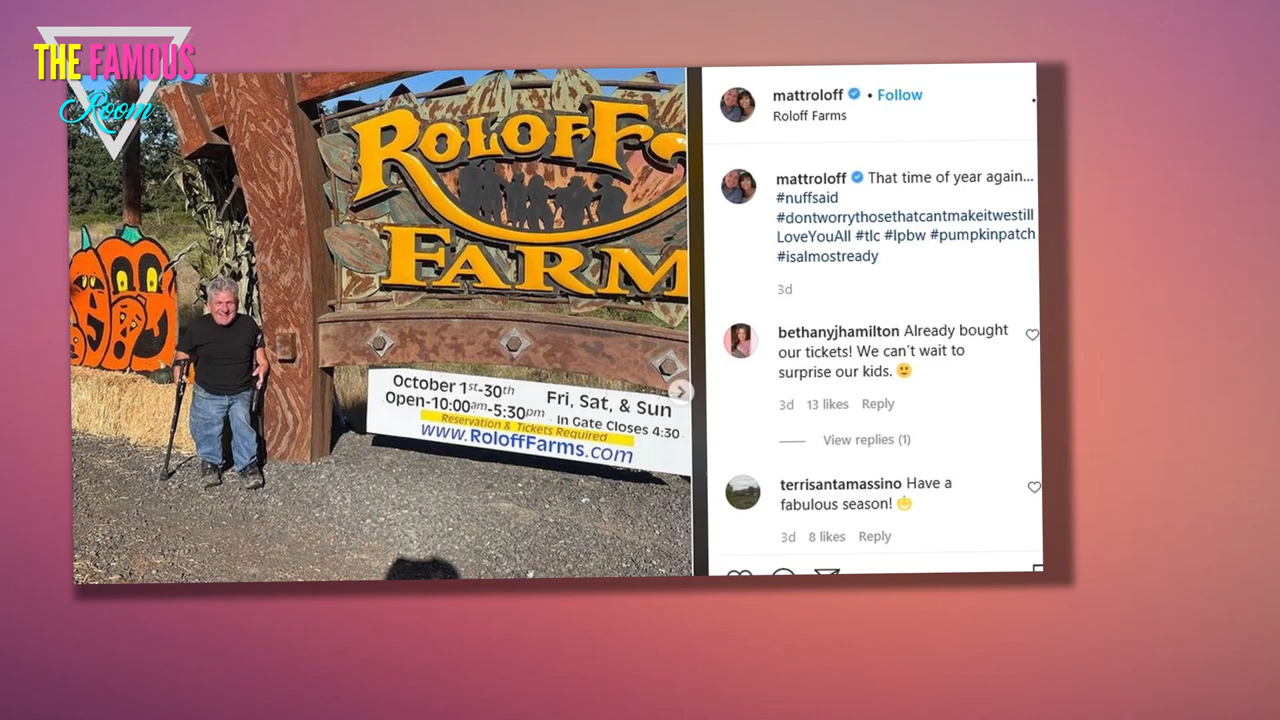 THE FAMOUS
Room
ROLOFF
FARM
October 1st-30th
Open-10:00am-5:30pm
Fri, Sat, & Sun
In Gate Closes 4:30
Reservation & Tickets Required
www.RoloffFarms.com
mattroloff • Follow
Roloff Farms
mattroloff That time of year again...
#nuffsaid
#dontworrythosethatcantmakeitwestill
LoveYouAll #tlc #lpbw #pumpkinpatch
#isalmostready
3d
bethanyjhamilton Already bought
our tickets! We can't wait to
surprise our kids. 🙂
3d 13 likes Reply
View replies (1)
terrisantamassino Have a
fabulous season! 🎃
3d 8 likes Reply